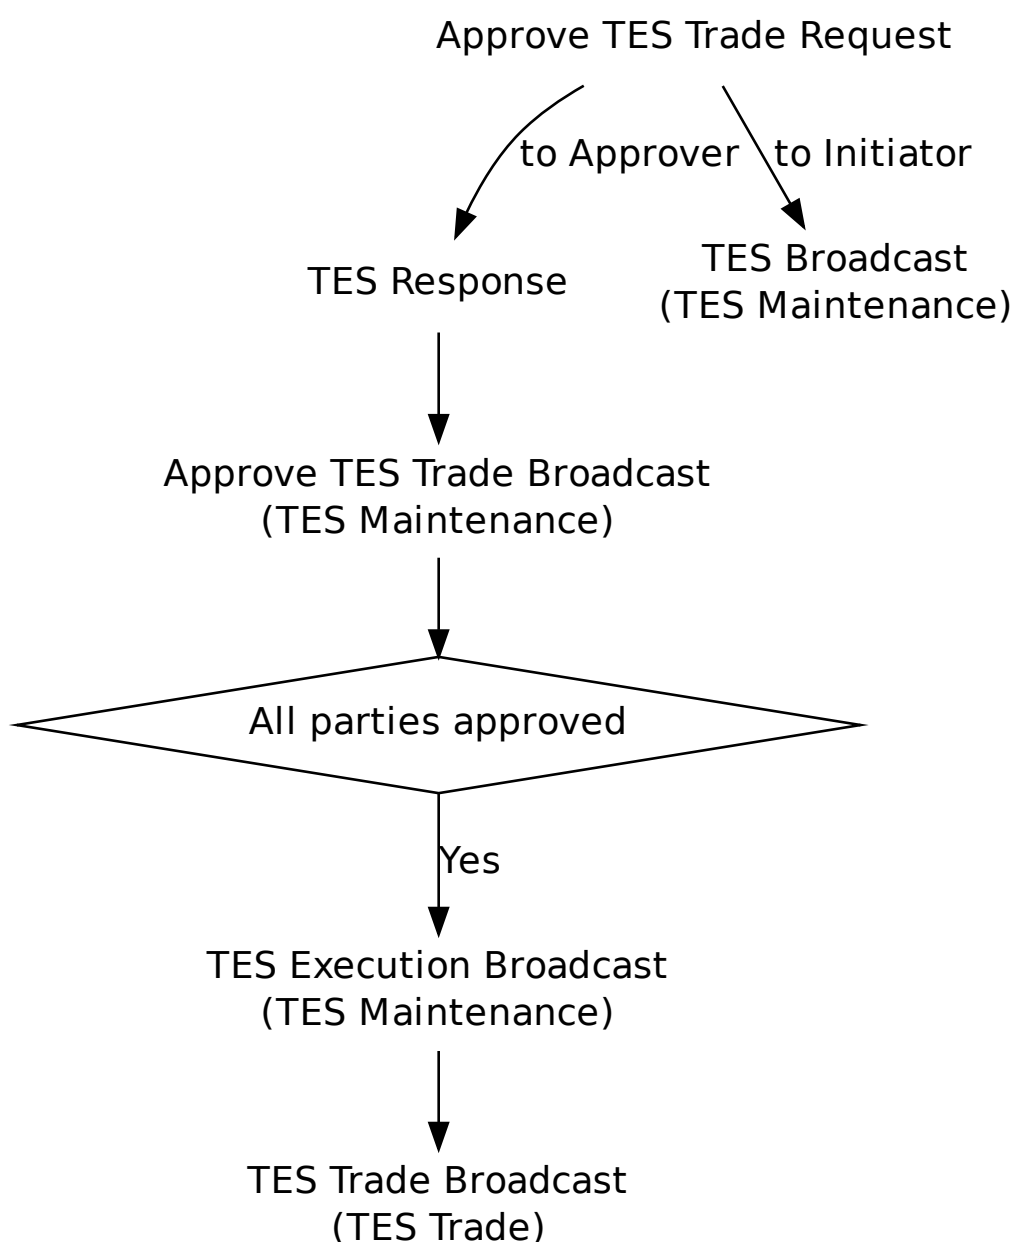 Approve TES Trade Request
to Approver
to Initiator
TES Response
TES Broadcast
(TES Maintenance)
Approve TES Trade Broadcast
(TES Maintenance)
All parties approved
Yes
TES Execution Broadcast
(TES Maintenance)
TES Trade Broadcast
(TES Trade)